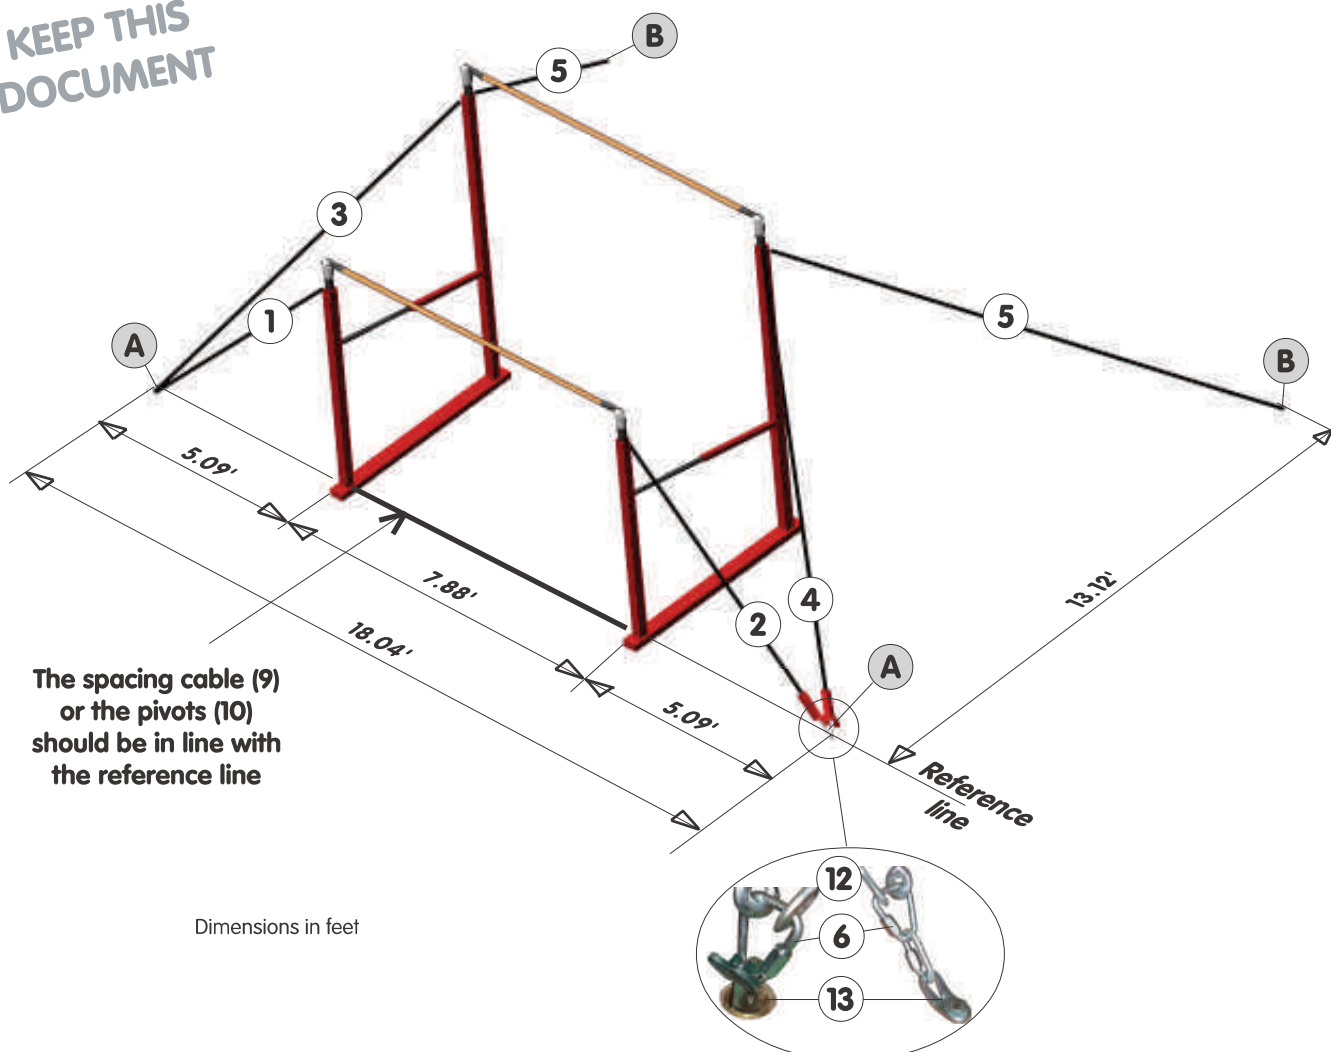 KEEP THIS
DOCUMENT
B
5
3
1
A
5
B
5.09'
7.88'
18.04'
13.12'
4
2
A
5.09'
The spacing cable (9)
or the pivots (10)
should be in line with
the reference line
Reference
line
12
6
13
Dimensions in feet